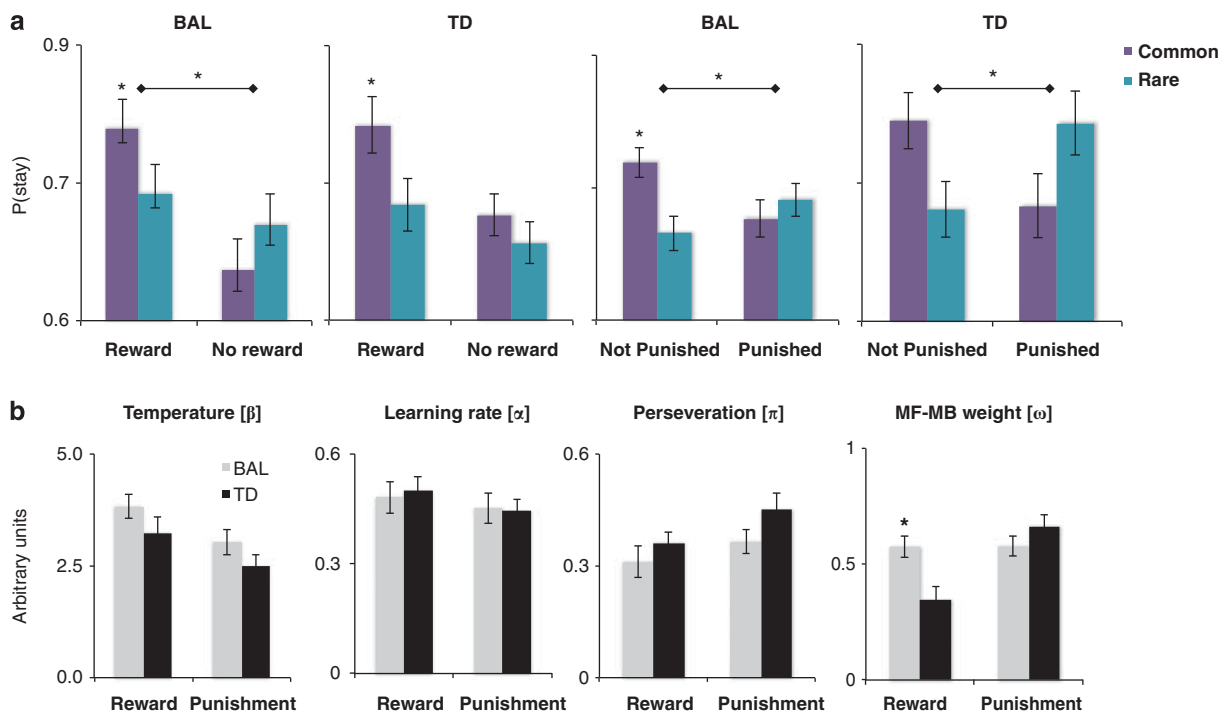 a
BAL
TD
BAL
TD
Common
Rare
P(stay)
0.9
0.7
0.6
*
*
*
*
*
*
Reward
No reward
Reward
No reward
Not Punished
Punished
Not Punished
Punished
b
Temperature [β]
Learning rate [α]
Perseveration [π]
MF-MB weight [ω]
Arbitrary units
5.0
2.5
0.0
BAL
TD
0.6
0.3
0
0.6
0.3
0
1
0.5
0
*
Reward
Punishment
Reward
Punishment
Reward
Punishment
Reward
Punishment